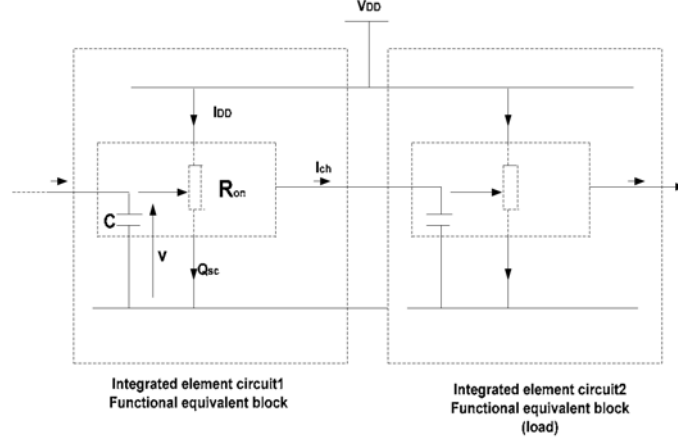 VDD
IDD
Ich
Ron
C
V
Qsc
Integrated element circuit1
Functional equivalent block
Integrated element circuit2
Functional equivalent block
(load)